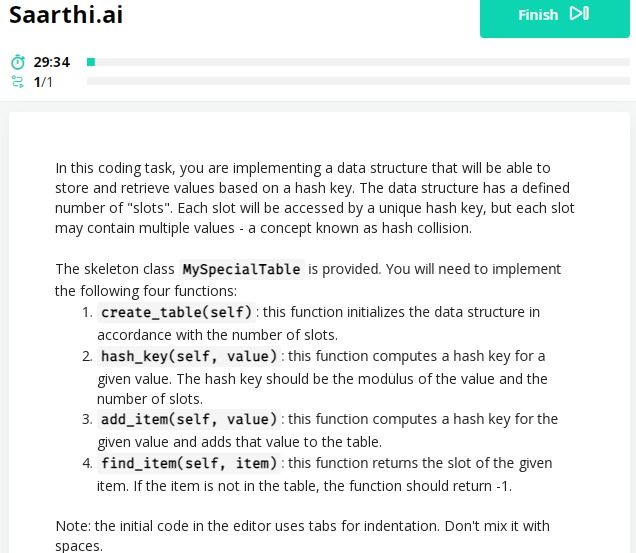 Saarthi.ai
Finish
29:34
1/1
In this coding task, you are implementing a data structure that will be able to
store and retrieve values based on a hash key. The data structure has a defined
number of "slots". Each slot will be accessed by a unique hash key, but each slot
may contain multiple values - a concept known as hash collision.
The skeleton class MySpecialTable is provided. You will need to implement
the following four functions:
1. create_table(self) : this function initializes the data structure in
accordance with the number of slots.
2. hash_key(self, value) : this function computes a hash key for a
given value. The hash key should be the modulus of the value and the
number of slots.
3. add_item(self, value) : this function computes a hash key for the
given value and adds that value to the table.
4. find_item(self, item) : this function returns the slot of the given
item. If the item is not in the table, the function should return -1.
Note: the initial code in the editor uses tabs for indentation. Don't mix it with
spaces.